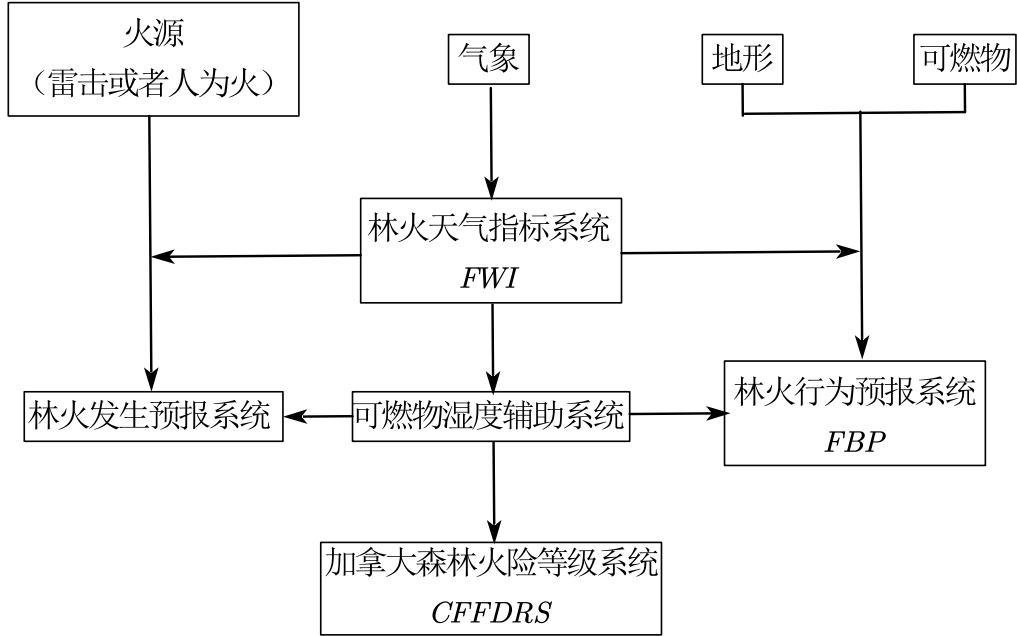 火源
（雷击或者人为火）
气象
地形
可燃物
林火天气指标系统
FWI
林火发生预报系统
可燃物湿度辅助系统
林火行为预报系统
FBP
加拿大森林火险等级系统
CFFDRS